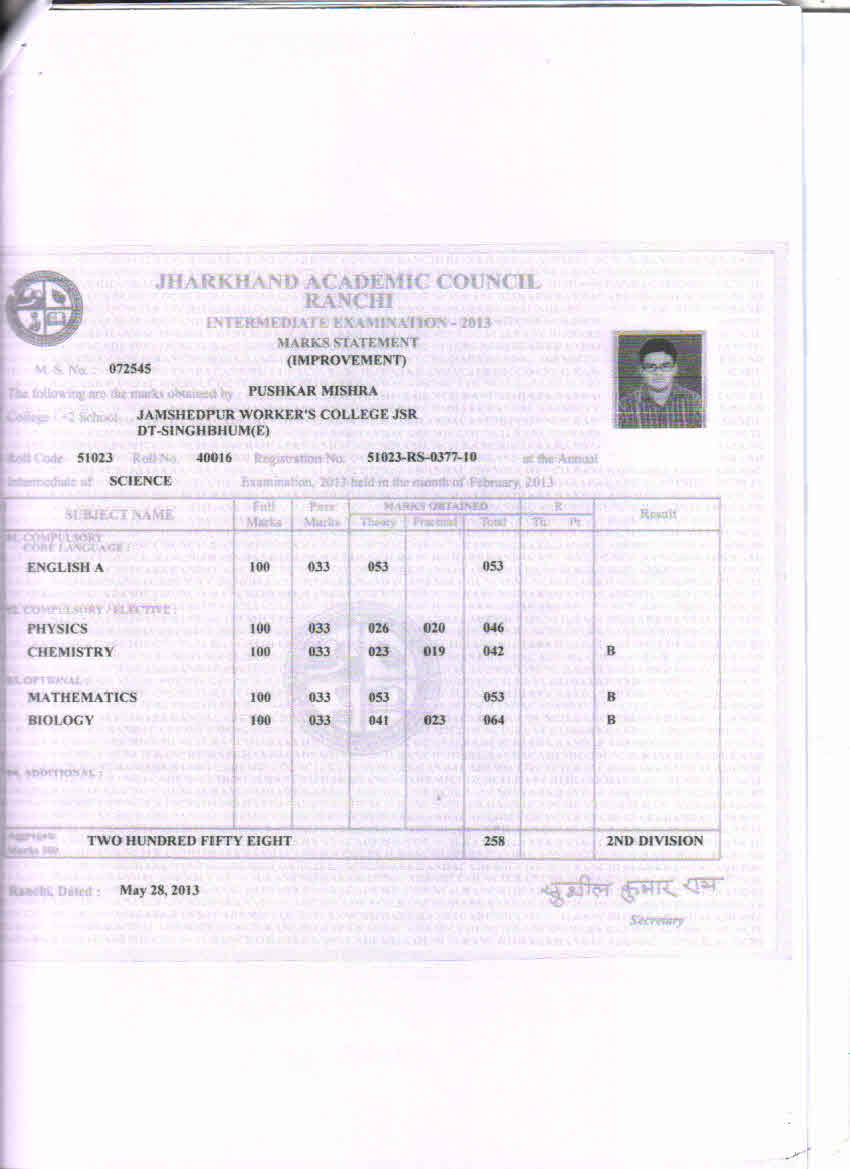 JHARKHAND ACADEMIC COUNCIL
RANCHI
INTERMEDIATE EXAMINATION - 2013
MARKS STATEMENT
(IMPROVEMENT)
M. S. No. : 072545
The following are the marks obtained by PUSHKAR MISHRA
College / +2 School JAMSHEDPUR WORKER'S COLLEGE JSR
DT-SINGHBHUM(E)
Roll Code 51023 Roll No. 40016 Registration No. 51023-RS-0377-10 at the Annual
Intermediate of SCIENCE Examination, 2013 held in the month of February, 2013
SUBJECT NAME Full Marks Pass Marks MARKS OBTAINED R Result
Theory Practical Total Th. Pr.
01. COMPULSORY
CORE LANGUAGE :
ENGLISH A 100 033 053 053
02. COMPULSORY / ELECTIVE :
PHYSICS 100 033 026 020 046
CHEMISTRY 100 033 023 019 042 B
03. OPTIONAL :
MATHEMATICS 100 033 053 053 B
BIOLOGY 100 033 041 023 064 B
04. ADDITIONAL :
Aggregate Marks 500 TWO HUNDRED FIFTY EIGHT 258 2ND DIVISION
Ranchi, Dated : May 28, 2013
सुशील कुमार राय
Secretary